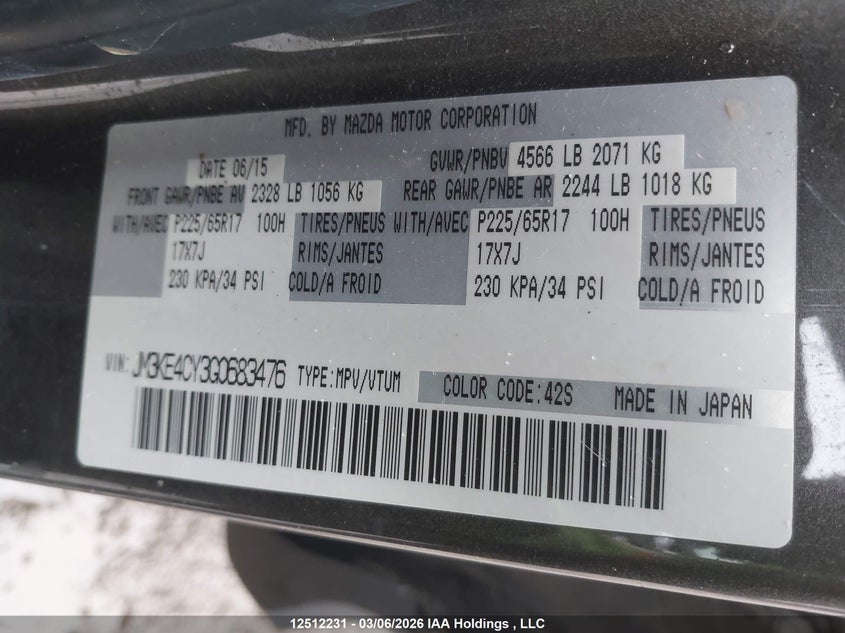 MFD. BY MAZDA MOTOR CORPORATION
DATE 06/15 GVWR/PNBV 4566 LB 2071 KG
FRONT GAWR/PNBE AV 2328 LB 1056 KG REAR GAWR/PNBE AR 2244 LB 1018 KG
WITH/AVEC P225/65R17 100H TIRES/PNEUS WITH/AVEC P225/65R17 100H TIRES/PNEUS
17X7J RIMS/JANTES 17X7J RIMS/JANTES
230 KPA/34 PSI COLD/A FROID 230 KPA/34 PSI COLD/A FROID
VIN: JM3KE4CY3G0683476 TYPE:MPV/VTUM COLOR CODE:42S MADE IN JAPAN
12512231 - 03/06/2026 IAA Holdings , LLC